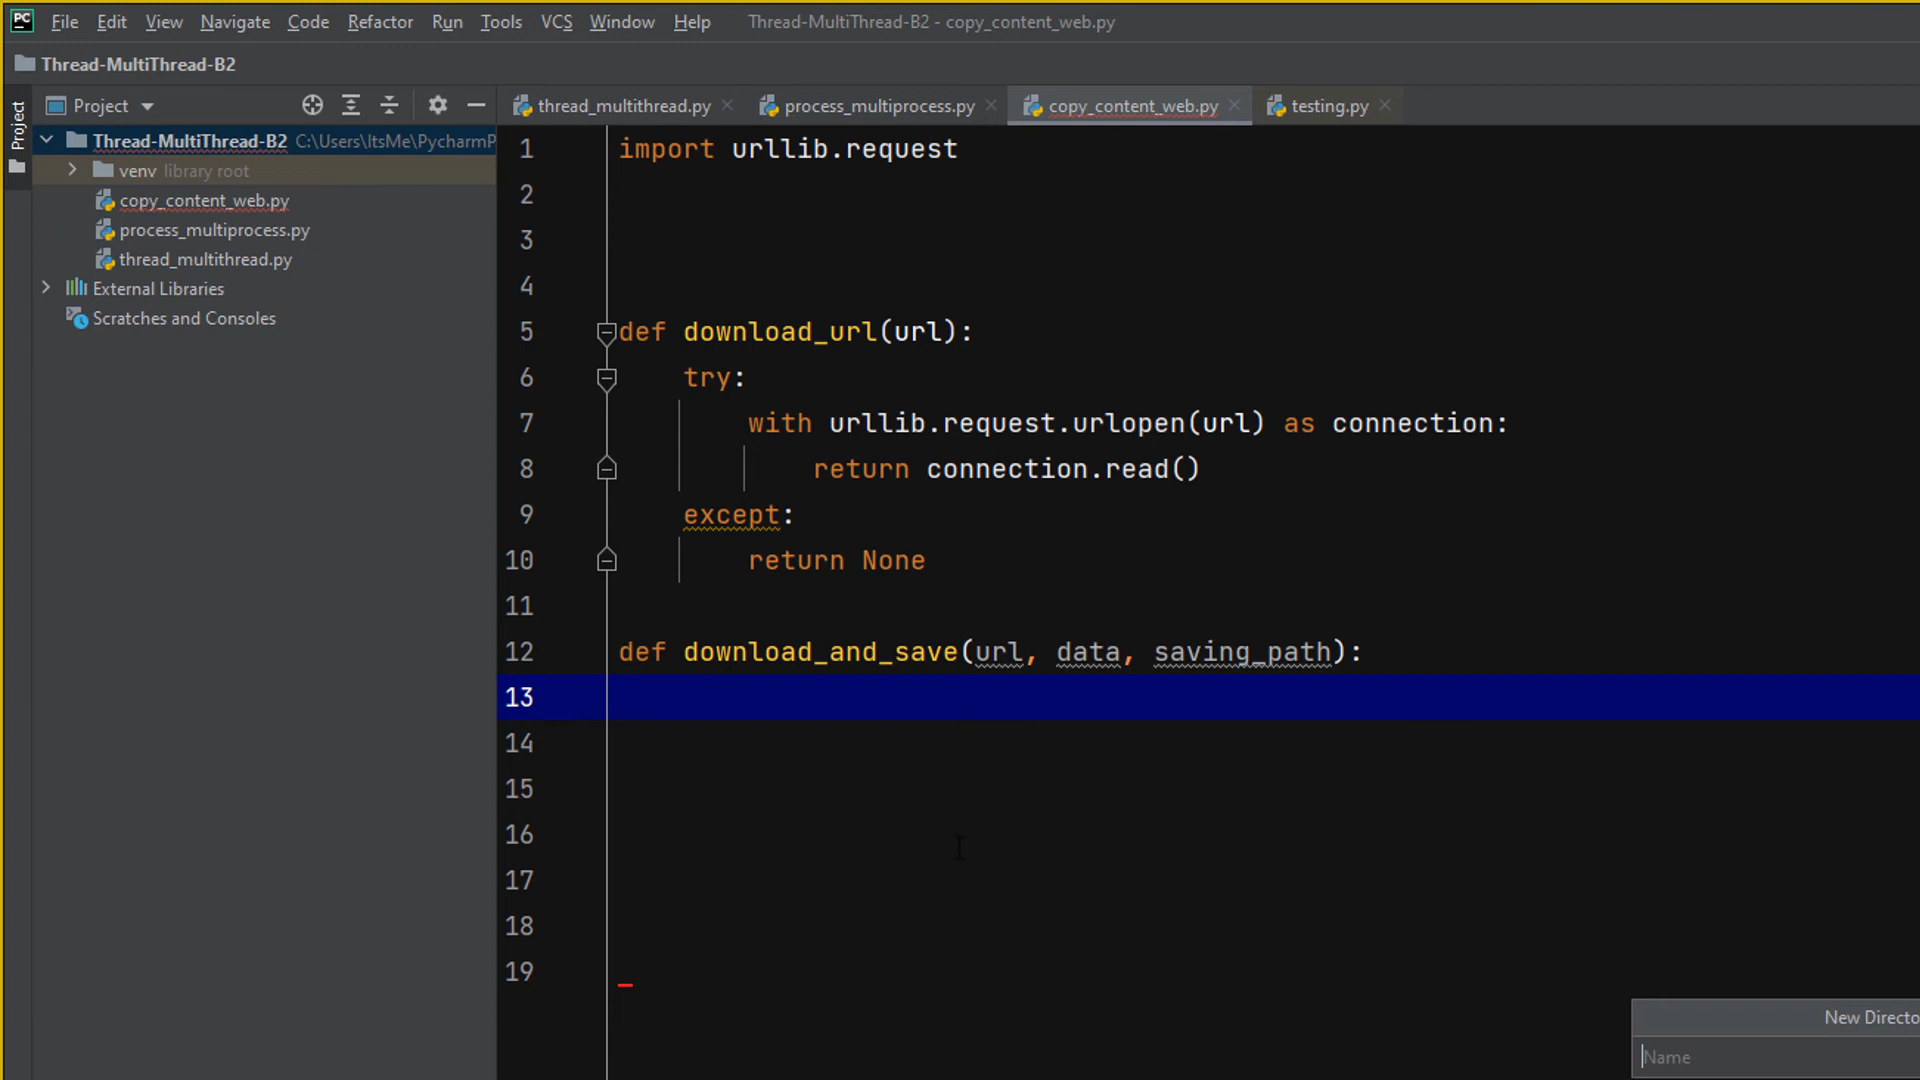 PC File Edit View Navigate Code Refactor Run Tools VCS Window Help Thread-MultiThread-B2 - copy_content_web.py
Thread-MultiThread-B2
Project
Project
thread_multithread.py process_multiprocess.py copy_content_web.py testing.py
Thread-MultiThread-B2 C:\Users\ItsMe\PycharmP
venv library root
copy_content_web.py
process_multiprocess.py
thread_multithread.py
External Libraries
Scratches and Consoles
1 import urllib.request
2
3
4
5 def download_url(url):
6 try:
7 with urllib.request.urlopen(url) as connection:
8 return connection.read()
9 except:
10 return None
11
12 def download_and_save(url, data, saving_path):
13
14
15
16
17
18
19
New Directo
Name